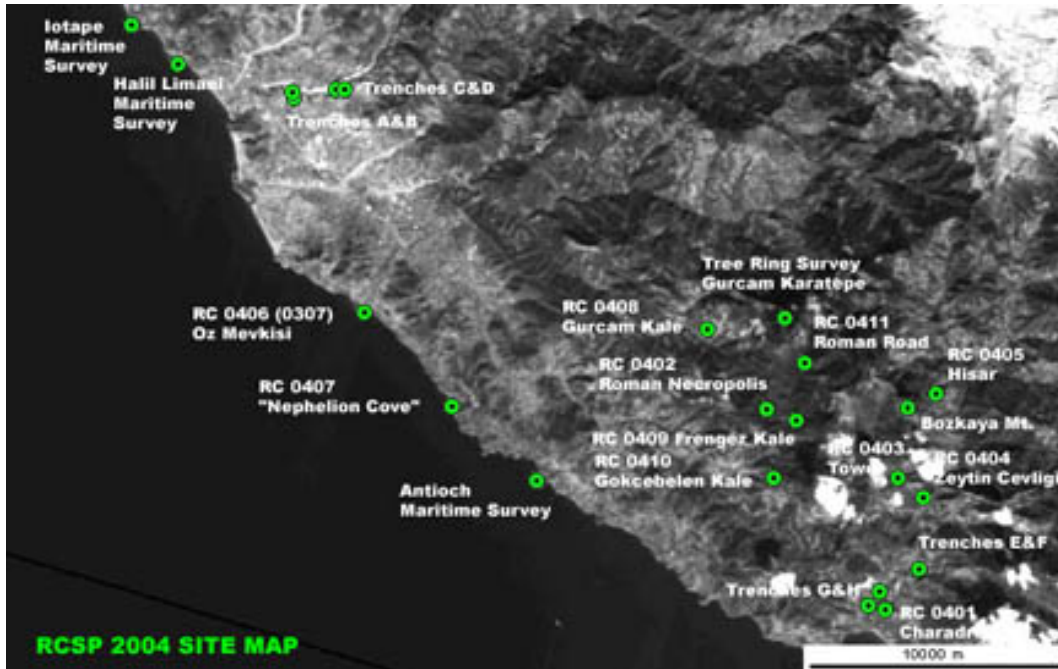 Iotape
Maritime
Survey
Halil Limani
Maritime
Survey
Trenches C&D
Trenches A&B
Tree Ring Survey
Gurcam Karatepe
RC 0408
Gurcam Kale
RC 0411
Roman Road
RC 0406 (0307)
Oz Mevkisi
RC 0405
Hisar
RC 0402
Roman Necropolis
RC 0407
"Nephelion Cove"
Bozkaya Mt.
RC 0409 Frengez Kale
RC 0403
RC 0410
Gokcebelen Kale
RC 0404
Zeytin Cevligi
Antioch
Maritime Survey
Trenches E&F
Trenches G&H
RC 0401
RCSP 2004 SITE MAP
10000 m